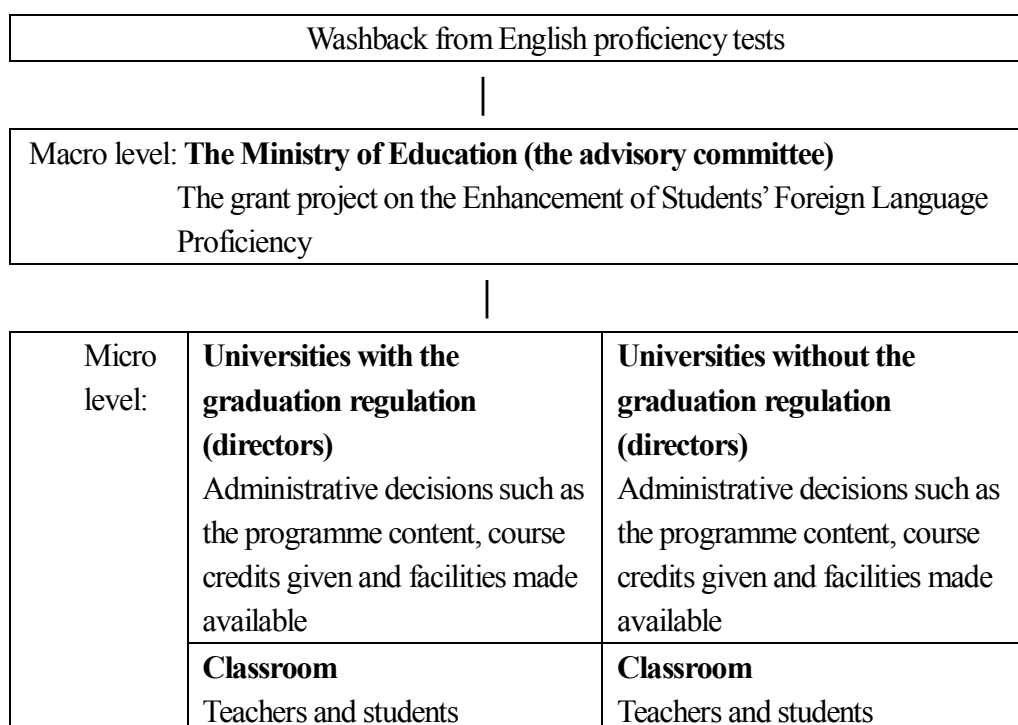 Washback from English proficiency tests
Macro level: The Ministry of Education (the advisory committee)
The grant project on the Enhancement of Students' Foreign Language
Proficiency
Micro
level:
Universities with the
graduation regulation
(directors)
Administrative decisions such as
the programme content, course
credits given and facilities made
available
Universities without the
graduation regulation
(directors)
Administrative decisions such as
the programme content, course
credits given and facilities made
available
Classroom
Teachers and students
Classroom
Teachers and students